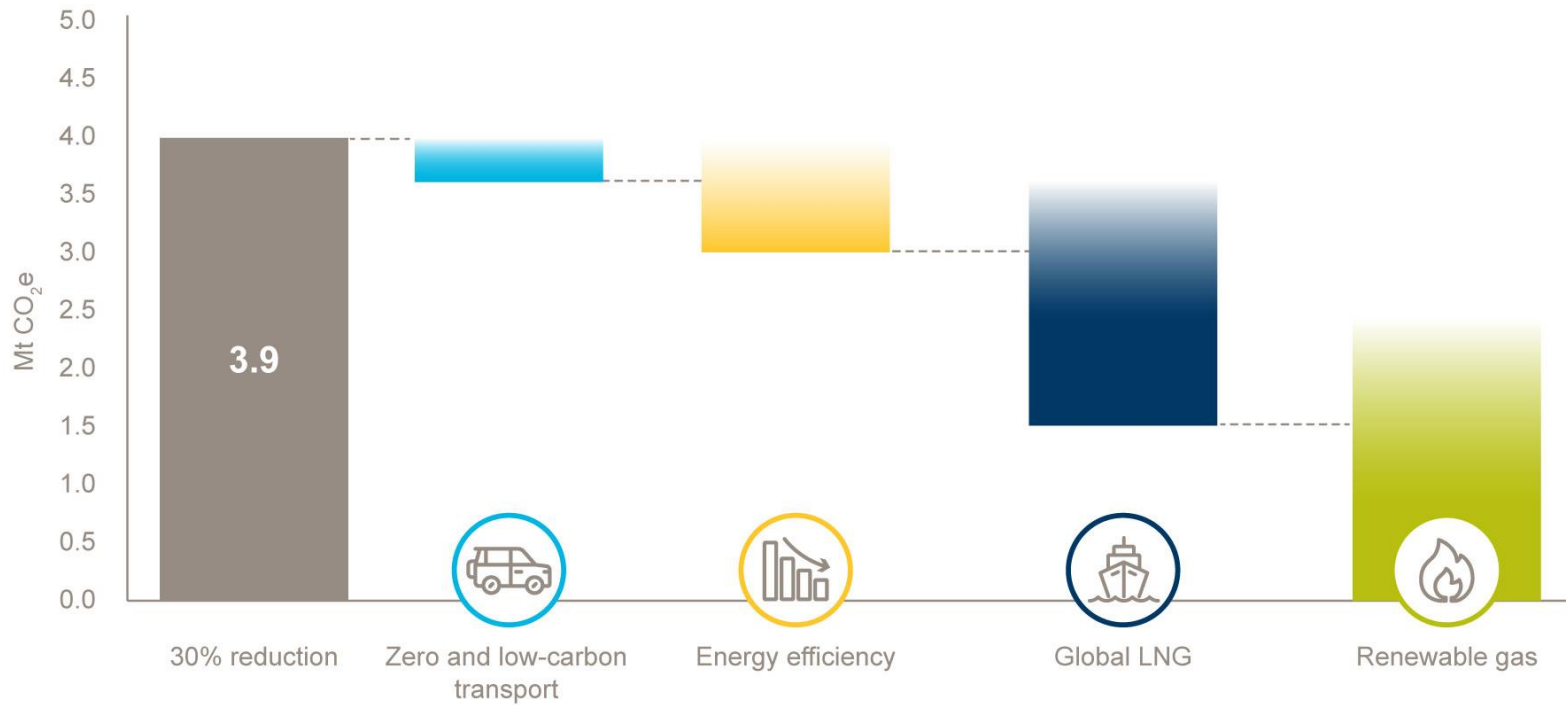 5.0
4.5
4.0
3.5
3.0
2.5
2.0
1.5
1.0
0.5
0.0
Mt CO₂e
3.9
30% reduction
Zero and low-carbon
transport
Energy efficiency
Global LNG
Renewable gas